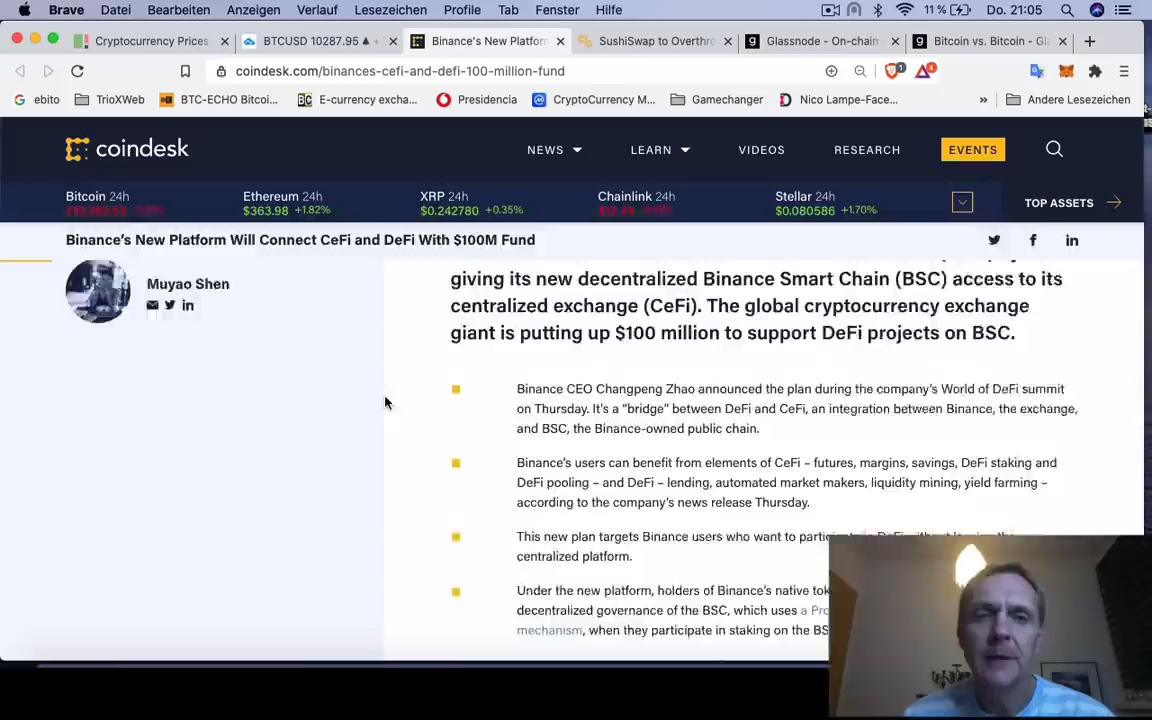 Brave Datei Bearbeiten Anzeigen Verlauf Lesezeichen Profile Tab Fenster Hilfe 11 % Do. 21:05
Cryptocurrency Prices BTCUSD 10287.95 Binance's New Platfor SushiSwap to Overthr Glassnode - On-chain Bitcoin vs. Bitcoin - Gl
coindesk.com/binances-cefi-and-defi-100-million-fund 1 4
ebito TrioXWeb BTC-ECHO Bitcoi... E-currency excha... Presidencia CryptoCurrency M... Gamechanger Nico Lampe-Face... » Andere Lesezeichen
coindesk NEWS LEARN VIDEOS RESEARCH EVENTS
Bitcoin 24h Ethereum 24h XRP 24h Chainlink 24h Stellar 24h
$363.98 +1.82% $0.242780 +0.35% $0.080586 +1.70% TOP ASSETS
Binance's New Platform Will Connect CeFi and DeFi With $100M Fund
Muyao Shen
giving its new decentralized Binance Smart Chain (BSC) access to its
centralized exchange (CeFi). The global cryptocurrency exchange
giant is putting up $100 million to support DeFi projects on BSC.
Binance CEO Changpeng Zhao announced the plan during the company's World of DeFi summit
on Thursday. It's a "bridge" between DeFi and CeFi, an integration between Binance, the exchange,
and BSC, the Binance-owned public chain.
Binance's users can benefit from elements of CeFi – futures, margins, savings, DeFi staking and
DeFi pooling – and DeFi – lending, automated market makers, liquidity mining, yield farming –
according to the company's news release Thursday.
This new plan targets Binance users who want to
centralized platform.
Under the new platform, holders of Binance's native
decentralized governance of the BSC, which uses a
mechanism, when they participate in staking on the